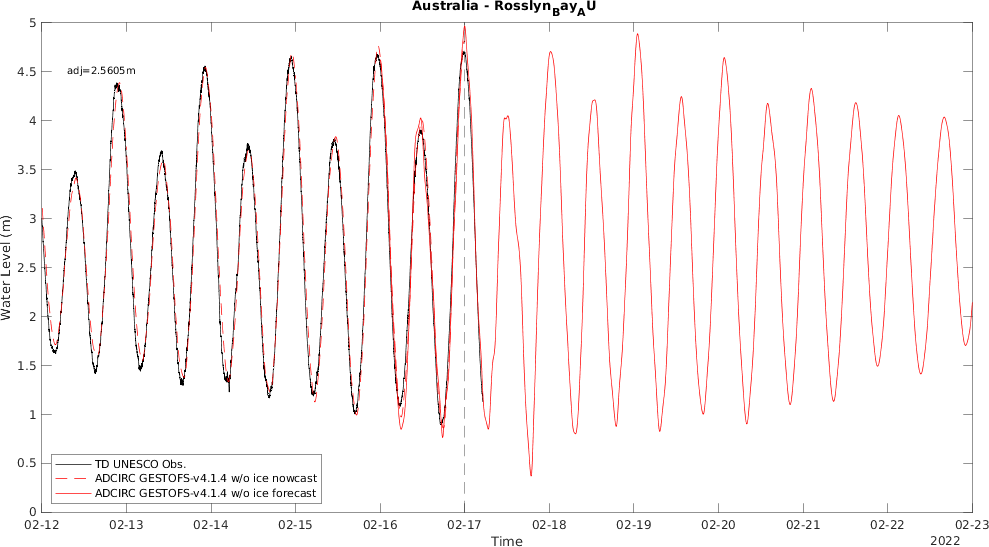 Australia - Rosslyn_Bay_AU
adj=2.5605m
Water Level (m)
5
4.5
4
3.5
3
2.5
2
1.5
1
0.5
0
TD UNESCO Obs.
ADCIRC GESTOFS-v4.1.4 w/o ice nowcast
ADCIRC GESTOFS-v4.1.4 w/o ice forecast
02-12 02-13 02-14 02-15 02-16 02-17 02-18 02-19 02-20 02-21 02-22 02-23
Time
2022